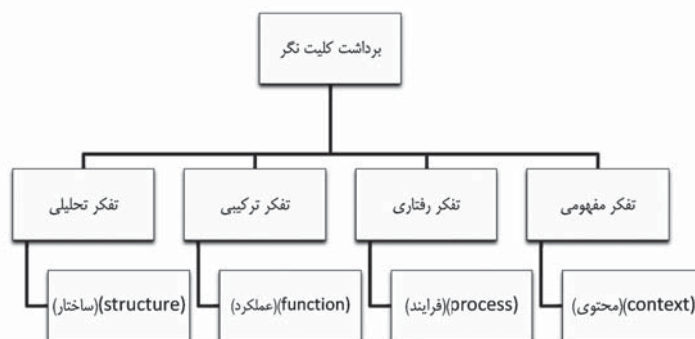 برداشت کلیت نگر
تفکر مفهومی
تفکر رفتاری
تفکر ترکیبی
تفکر تحلیلی
(context)(محتوی)
(process)(فرایند)
(function)(عملکرد)
(structure)(ساختار)